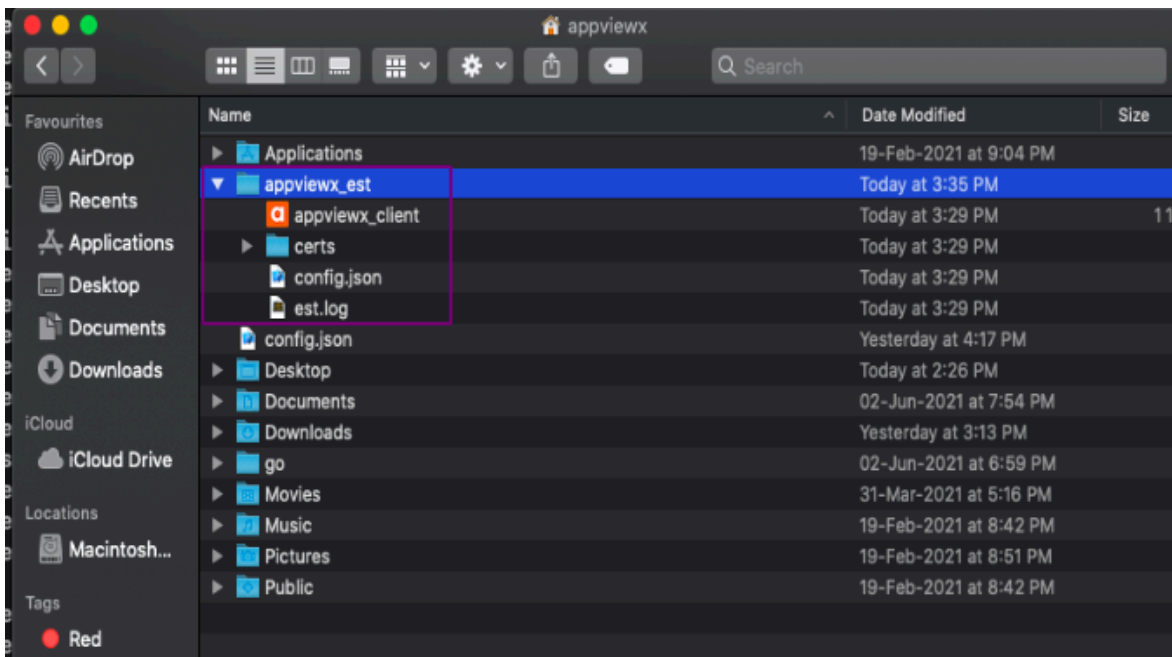 appviewx
Search
Favourites
AirDrop
Recents
Applications
Desktop
Documents
Downloads
iCloud
iCloud Drive
Locations
Macintosh...
Tags
Red
Name Date Modified Size
Applications 19-Feb-2021 at 9:04 PM
appviewx_est Today at 3:35 PM
appviewx_client Today at 3:29 PM 11
certs Today at 3:29 PM
config.json Today at 3:29 PM
est.log Today at 3:29 PM
config.json Yesterday at 4:17 PM
Desktop Today at 2:26 PM
Documents 02-Jun-2021 at 7:54 PM
Downloads Yesterday at 3:13 PM
go 02-Jun-2021 at 6:59 PM
Movies 31-Mar-2021 at 5:16 PM
Music 19-Feb-2021 at 8:42 PM
Pictures 19-Feb-2021 at 8:51 PM
Public 19-Feb-2021 at 8:42 PM